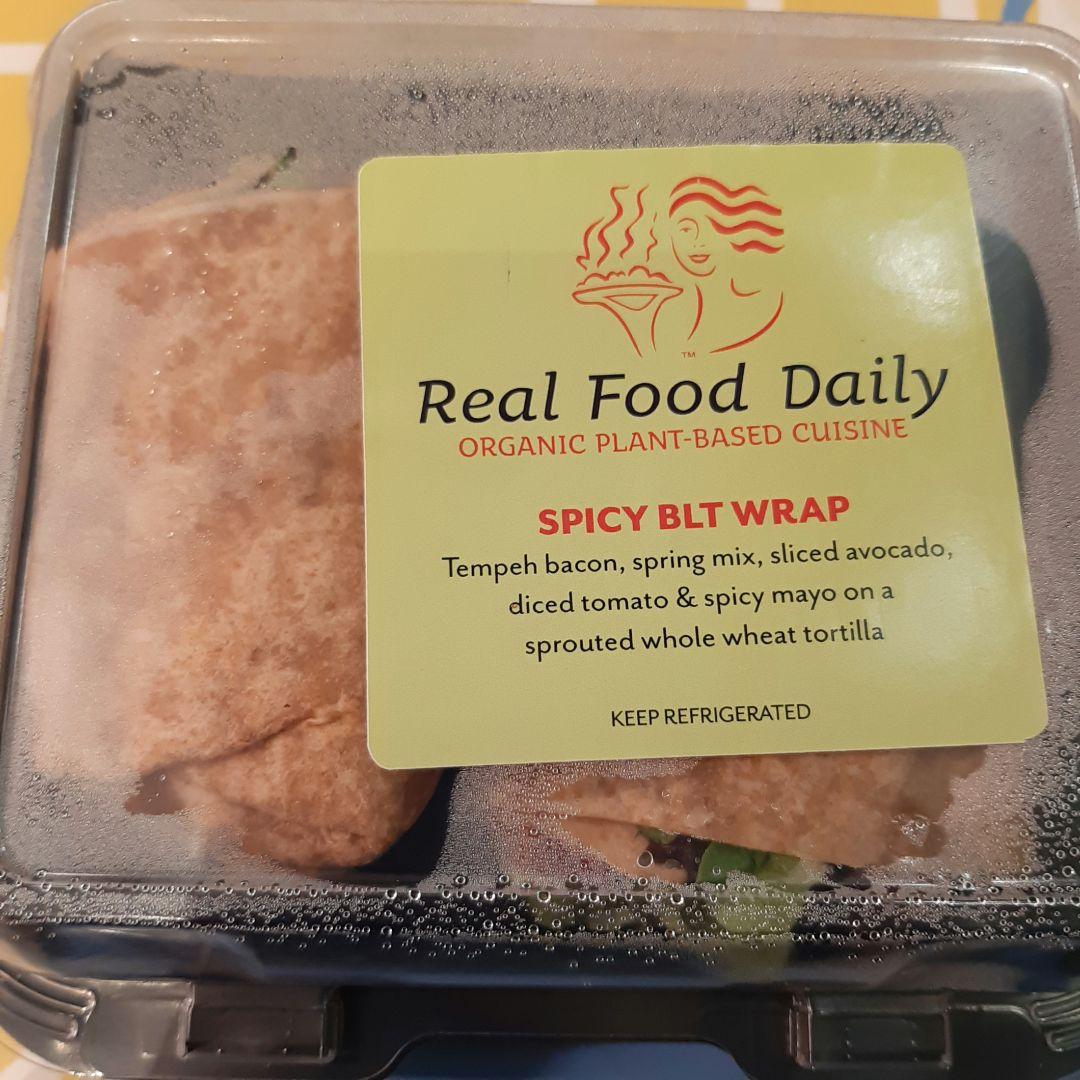 TM
Real Food Daily
ORGANIC PLANT-BASED CUISINE
SPICY BLT WRAP
Tempeh bacon, spring mix, sliced avocado,
diced tomato & spicy mayo on a
sprouted whole wheat tortilla
KEEP REFRIGERATED